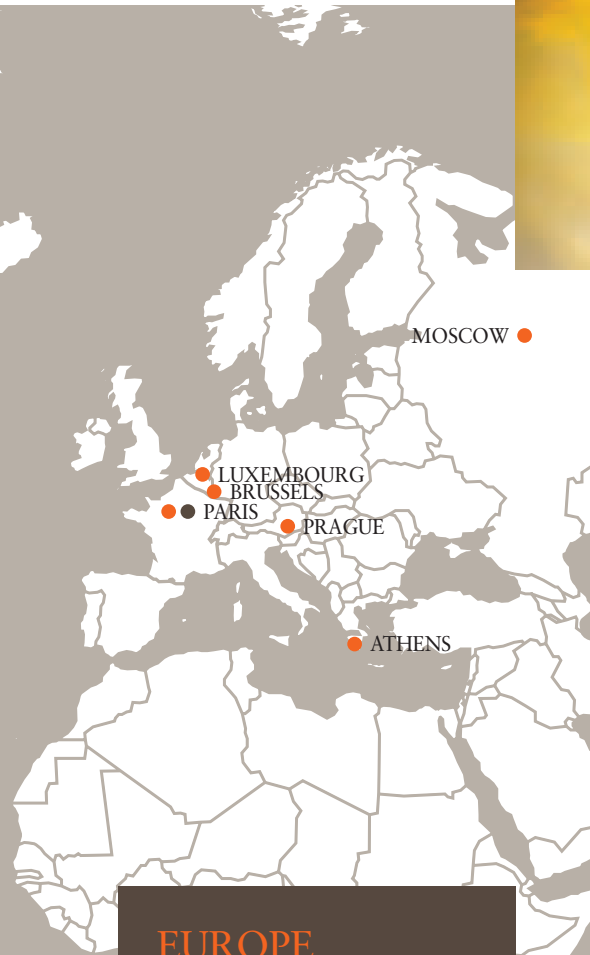 MOSCOW
LUXEMBOURG
BRUSSELS
PARIS
PRAGUE
ATHENS
EUROPE